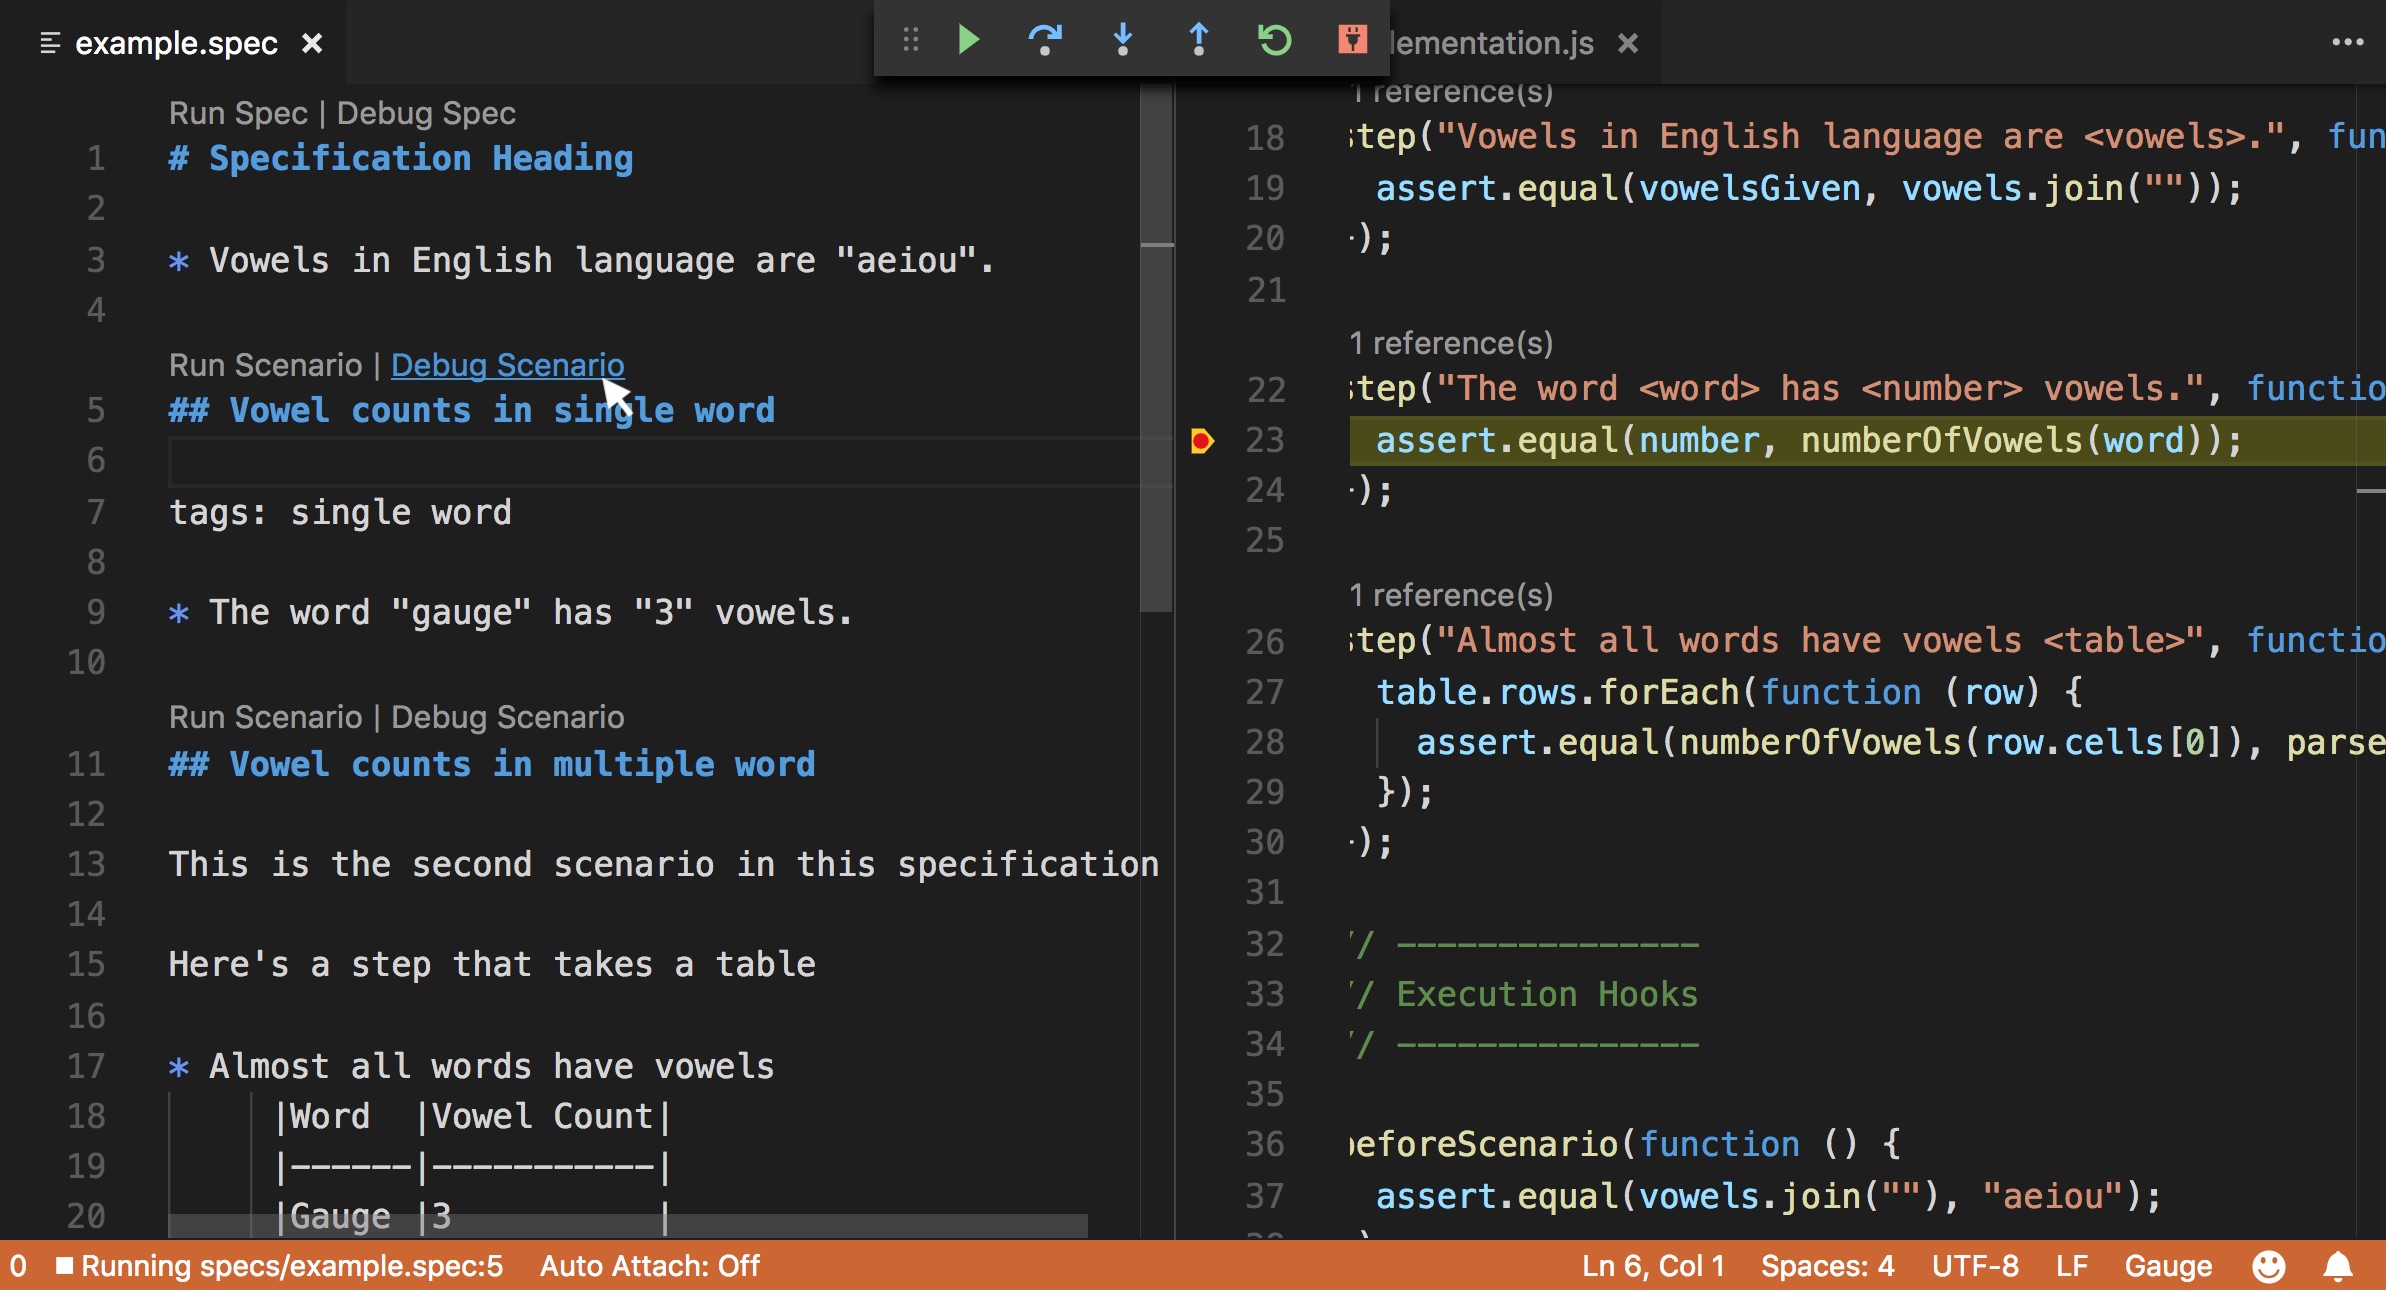 example.spec
lementation.js
Run Spec | Debug Spec
1 # Specification Heading
2
3 * Vowels in English language are "aeiou".
4
Run Scenario | Debug Scenario
5 ## Vowel counts in single word
6
7 tags: single word
8
9 * The word "gauge" has "3" vowels.
10
Run Scenario | Debug Scenario
11 ## Vowel counts in multiple word
12
13 This is the second scenario in this specification
14
15 Here's a step that takes a table
16
17 * Almost all words have vowels
18 |Word  |Vowel Count|
19 |------|-----------|
20 |Gauge |3          |
1 reference(s)
18 step("Vowels in English language are <vowels>.", fun
19 assert.equal(vowelsGiven, vowels.join(""));
20 );
21
1 reference(s)
22 step("The word <word> has <number> vowels.", functio
23 assert.equal(number, numberOfVowels(word));
24 );
25
1 reference(s)
26 step("Almost all words have vowels <table>", functio
27 table.rows.forEach(function (row) {
28 assert.equal(numberOfVowels(row.cells[0]), parse
29 });
30 );
31
32 // ---------------
33 // Execution Hooks
34 // ---------------
35
36 beforeScenario(function () {
37 assert.equal(vowels.join(""), "aeiou");
0 Running specs/example.spec:5 Auto Attach: Off Ln 6, Col 1 Spaces: 4 UTF-8 LF Gauge